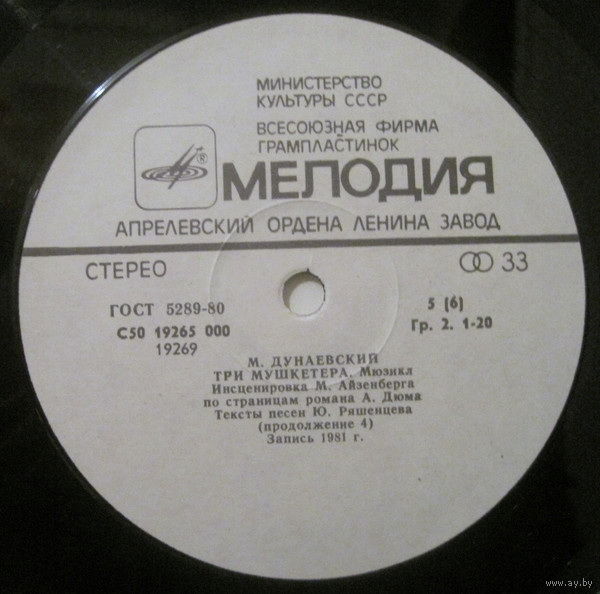 МИНИСТЕРСТВО
КУЛЬТУРЫ СССР
ВСЕСОЮЗНАЯ ФИРМА
ГРАМПЛАСТИНОК
®
МЕЛОДИЯ
АПРЕЛЕВСКИЙ ОРДЕНА ЛЕНИНА ЗАВОД
СТЕРЕО
33
ГОСТ 5289-80
5 (6)
С50 19265 000
Гр. 2. 1-20
19269
М. ДУНАЕВСКИЙ
ТРИ МУШКЕТЕРА. Мюзикл
Инсценировка М. Айзенберга
по страницам романа А. Дюма
Тексты песен Ю. Ряшенцева
(продолжение 4)
Запись 1981 г.
www.ay.by